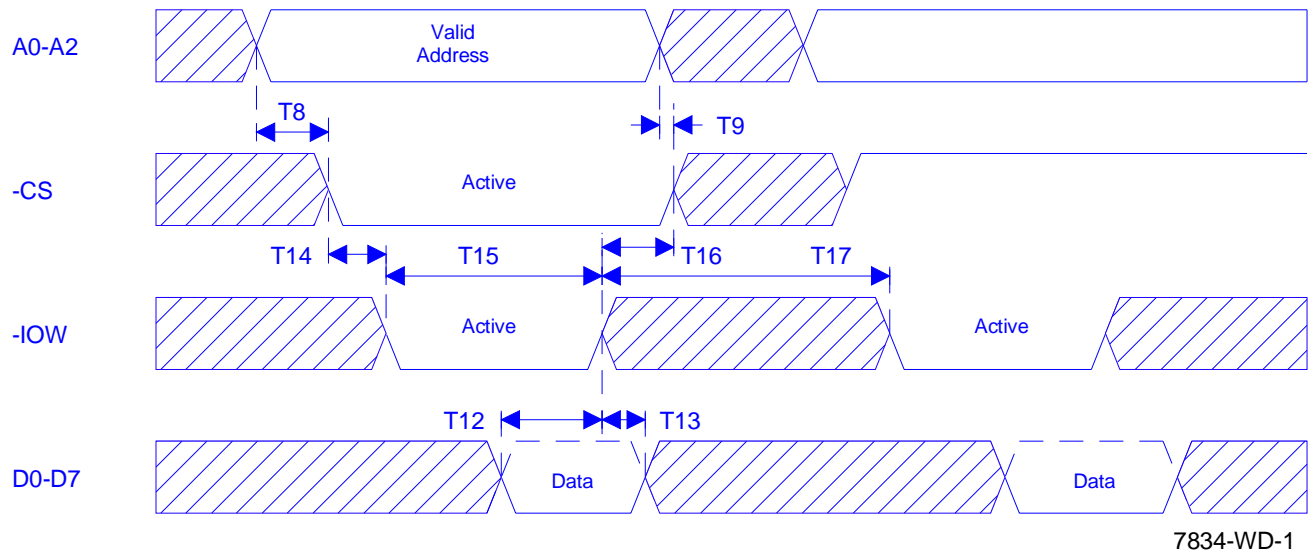 A0-A2
Valid
Address
T8
T9
-CS
Active
T14
T15
T16
T17
-IOW
Active
Active
T12
T13
D0-D7
Data
Data
7834-WD-1